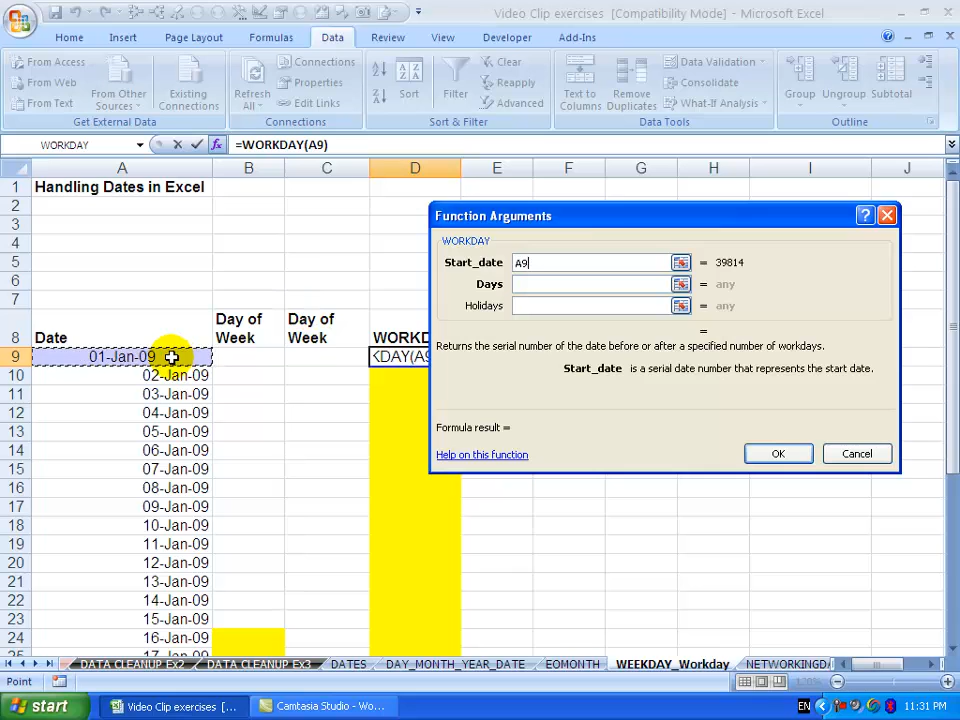 Video Clip exercises [Compatibility Mode] - Microsoft Excel
Home Insert Page Layout Formulas Data Review View Developer Add-Ins
From Access
From Web
From Text
From Other Sources
Existing Connections
Get External Data
Refresh All
Connections
Properties
Edit Links
Connections
Sort
Filter
Clear
Reapply
Advanced
Sort & Filter
Text to Columns
Remove Duplicates
Data Validation
Consolidate
What-If Analysis
Data Tools
Group
Ungroup
Subtotal
Outline
WORKDAY =WORKDAY(A9)
A B C D E F G H I J
1 Handling Dates in Excel
2
3
4
5
6
7
8 Date Day of Week Day of Week
9 01-Jan-09
10 02-Jan-09
11 03-Jan-09
12 04-Jan-09
13 05-Jan-09
14 06-Jan-09
15 07-Jan-09
16 08-Jan-09
17 09-Jan-09
18 10-Jan-09
19 11-Jan-09
20 12-Jan-09
21 13-Jan-09
22 14-Jan-09
23 15-Jan-09
24 16-Jan-09
Function Arguments
WORKDAY
Start_date A9 = 39814
Days = any
Holidays = any
=
Returns the serial number of the date before or after a specified number of workdays.
Start_date is a serial date number that represents the start date.
Formula result =
Help on this function
OK Cancel
DATA CLEANUP Ex2 DATA CLEANUP Ex3 DATES DAY_MONTH_YEAR_DATE EOMONTH WEEKDAY_Workday
Point 120%
start Video Clip exercises [... Camtasia Studio - Wo... EN 11:31 PM